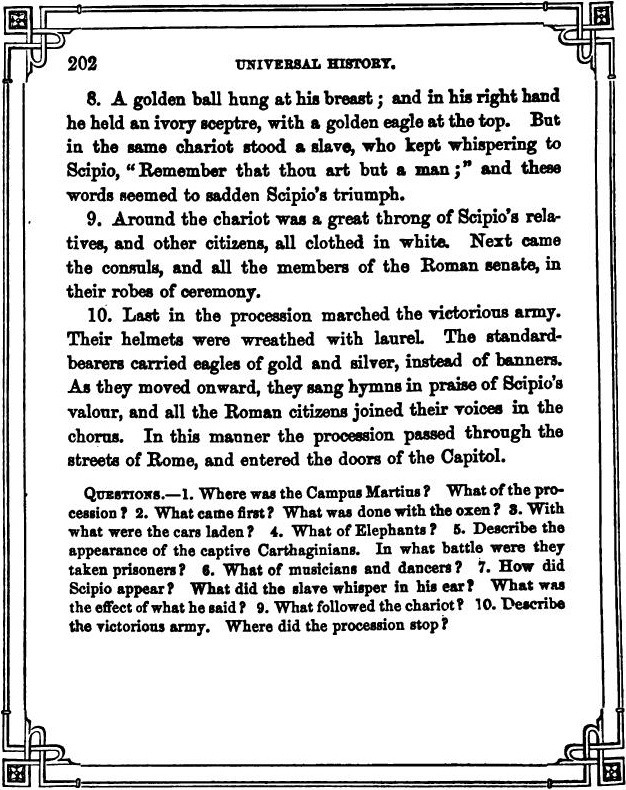 202
UNIVERSAL HISTORY.
8. A golden ball hung at his breast; and in his right hand
he held an ivory sceptre, with a golden eagle at the top. But
in the same chariot stood a slave, who kept whispering to
Scipio, "Remember that thou art but a man;" and these
words seemed to sadden Scipio's triumph.
9. Around the chariot was a great throng of Scipio's rela-
tives, and other citizens, all clothed in white. Next came
the consuls, and all the members of the Roman senate, in
their robes of ceremony.
10. Last in the procession marched the victorious army.
Their helmets were wreathed with laurel. The standard-
bearers carried eagles of gold and silver, instead of banners.
As they moved onward, they sang hymns in praise of Scipio's
valour, and all the Roman citizens joined their voices in the
chorus. In this manner the procession passed through the
streets of Rome, and entered the doors of the Capitol.
QUESTIONS.—1. Where was the Campus Martius? What of the pro-
cession? 2. What came first? What was done with the oxen? 3. With
what were the cars laden? 4. What of Elephants? 5. Describe the
appearance of the captive Carthaginians. In what battle were they
taken prisoners? 6. What of musicians and dancers? 7. How did
Scipio appear? What did the slave whisper in his ear? What was
the effect of what he said? 9. What followed the chariot? 10. Describe
the victorious army. Where did the procession stop?